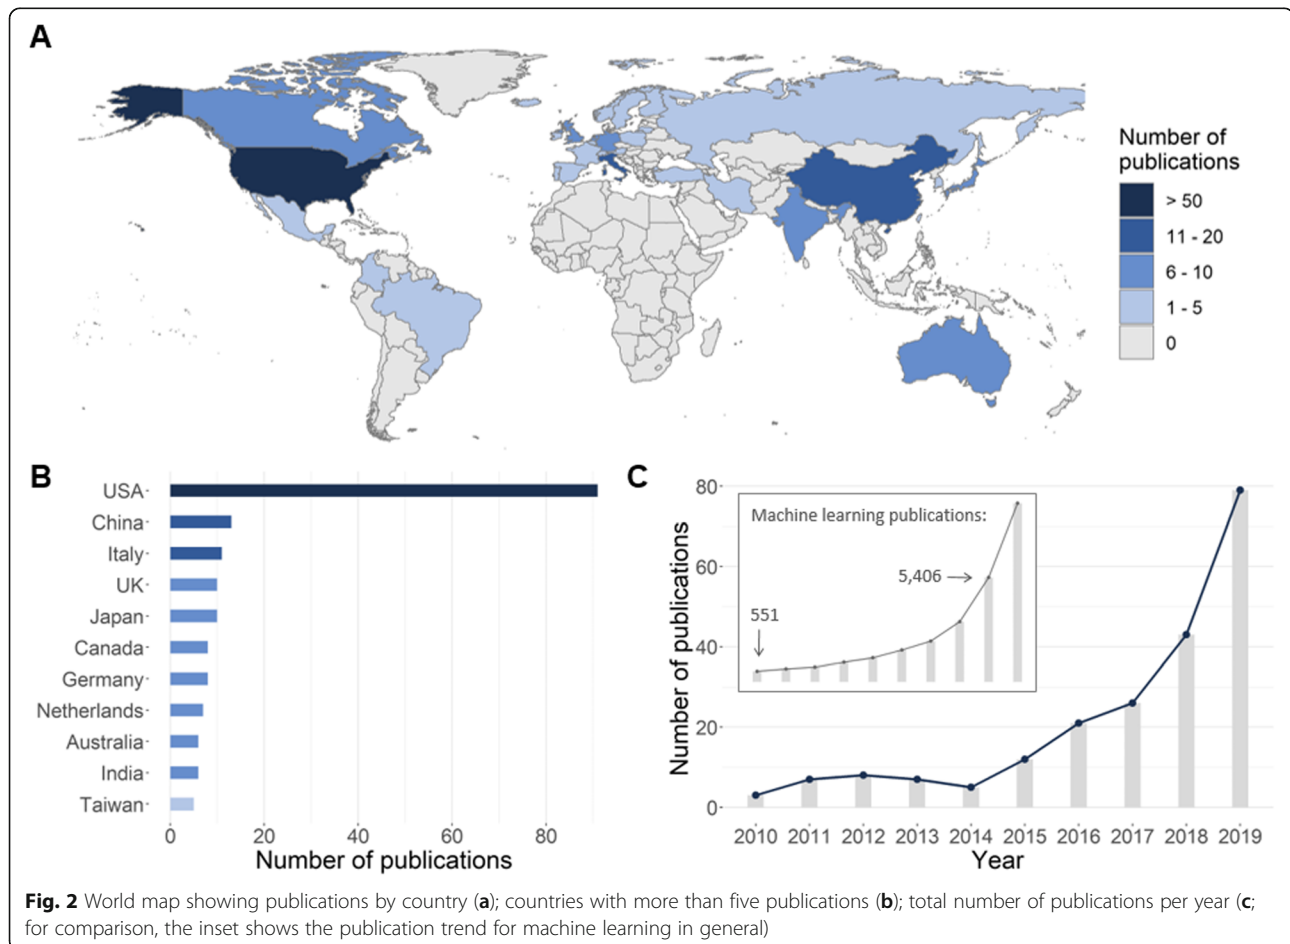 A
Number of
publications
> 50
11 - 20
6 - 10
1 - 5
0
B
USA
China
Italy
UK
Japan
Canada
Germany
Netherlands
Australia
India
Taiwan
0 20 40 60 80
Number of publications
C
Number of publications
80
60
40
20
0
Machine learning publications:
5,406
551
2010 2011 2012 2013 2014 2015 2016 2017 2018 2019
Year
Fig. 2 World map showing publications by country (a); countries with more than five publications (b); total number of publications per year (c;
for comparison, the inset shows the publication trend for machine learning in general)